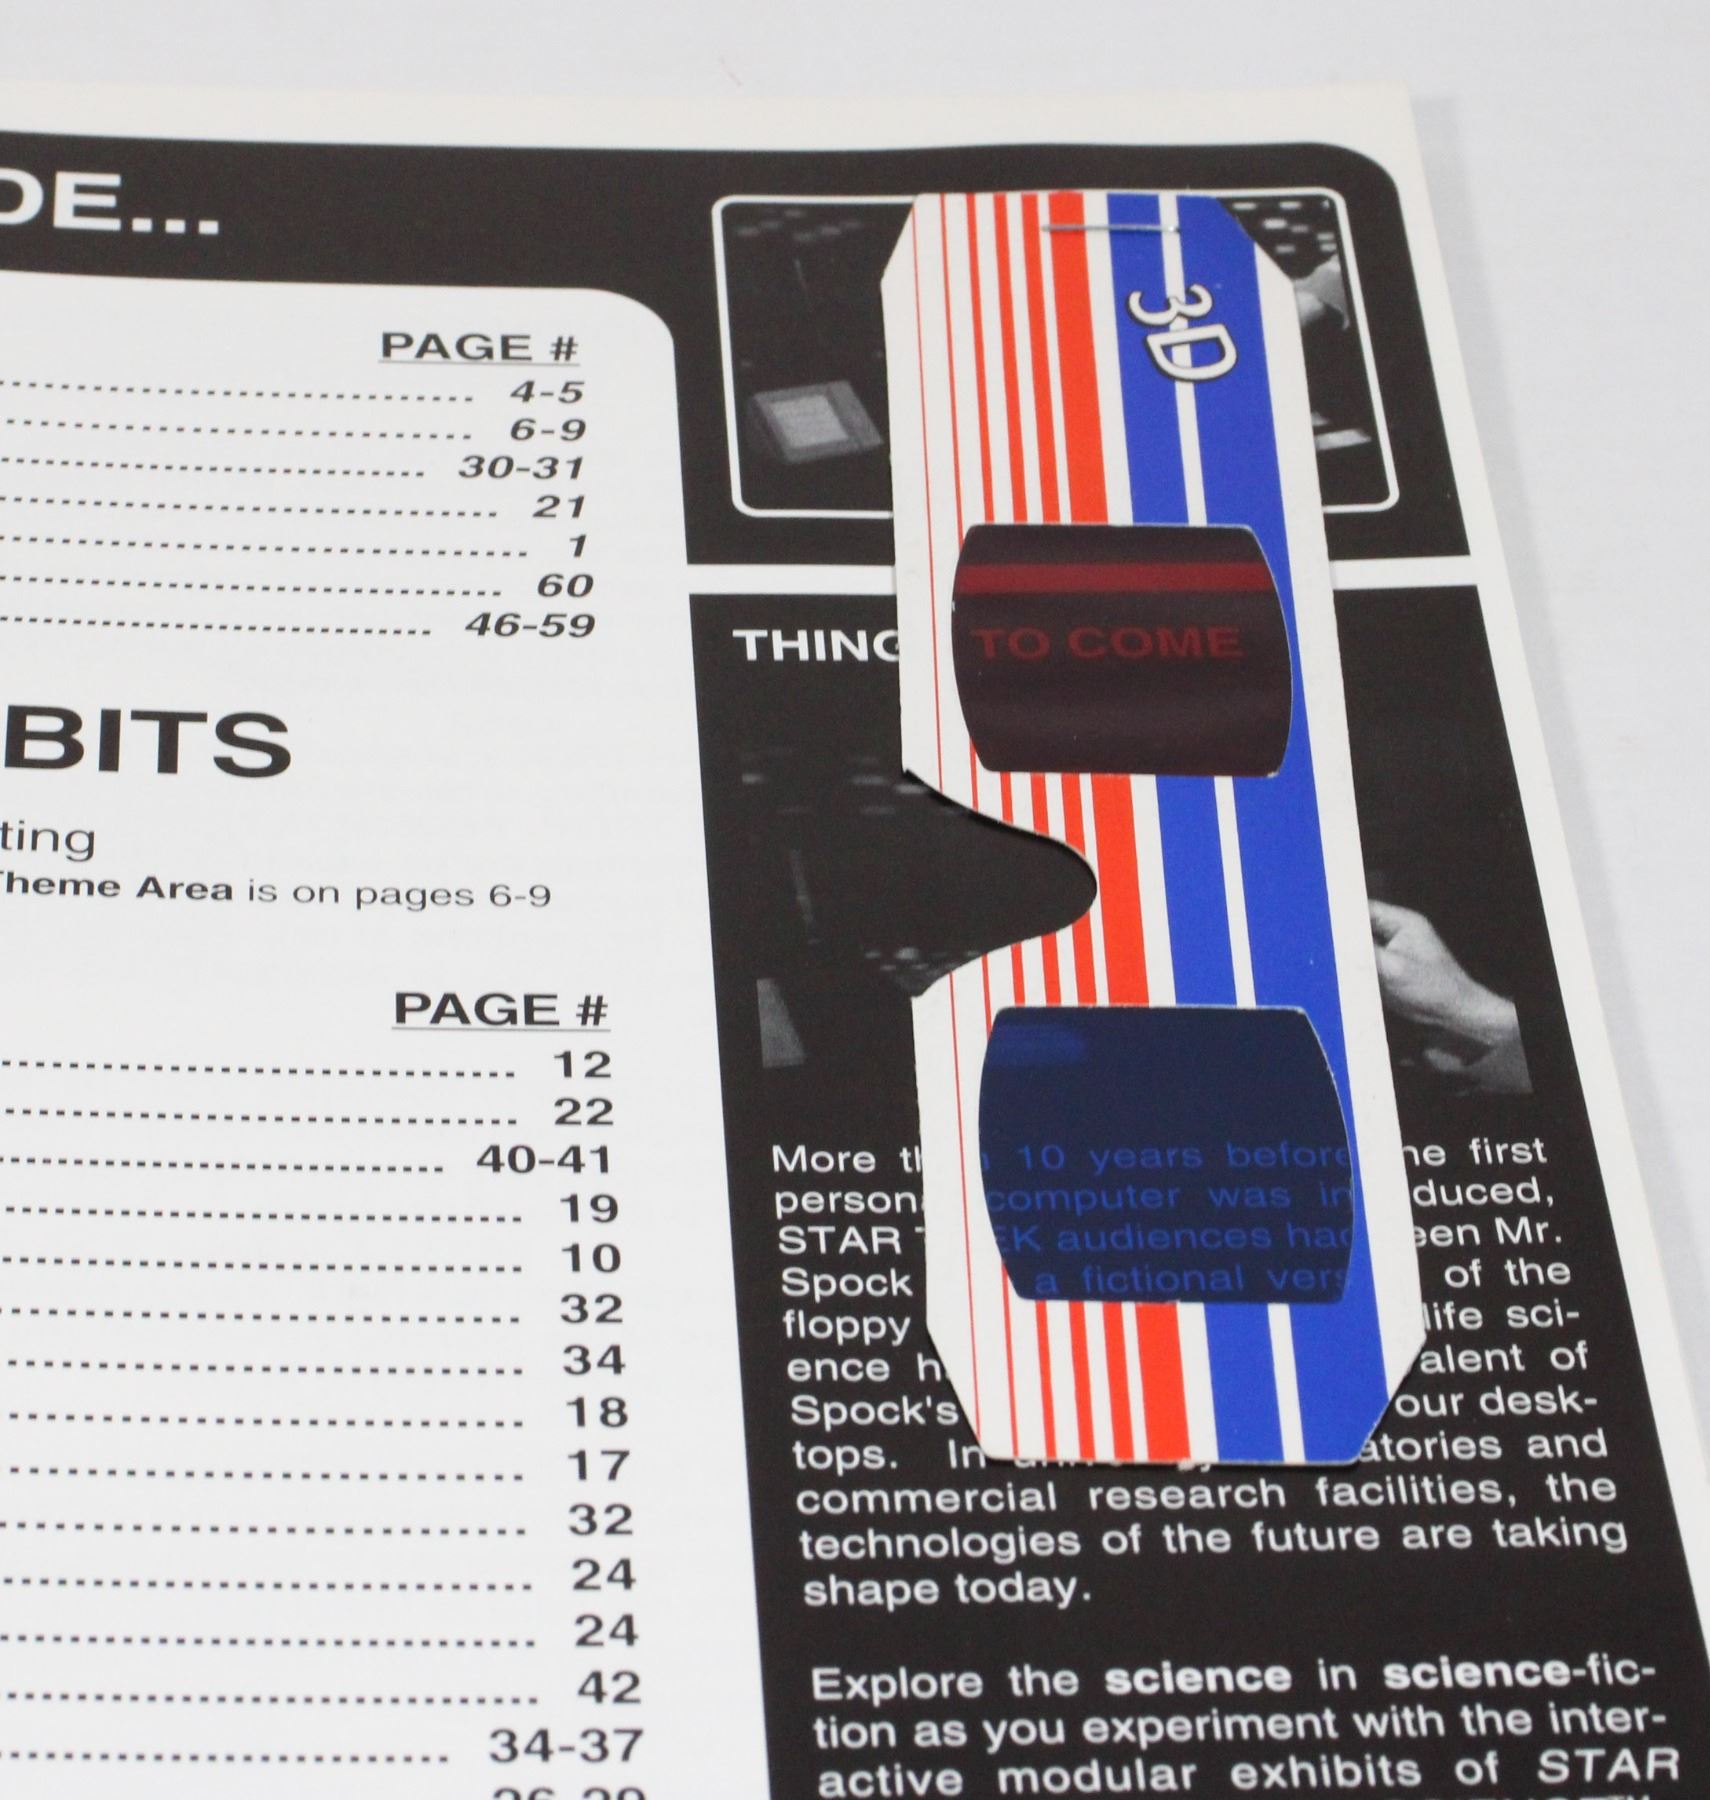 DE...
PAGE #
4-5
6-9
30-31
21
1
60
46-59
BITS
ting
Theme Area is on pages 6-9
PAGE #
12
22
40-41
19
10
32
34
18
17
32
24
24
42
34-37
3D
THING TO COME
More th n 10 years before he first
person computer was in duced,
STAR T EK audiences had een Mr.
Spock a fictional vers of the
floppy life sci-
ence h alent of
Spock's our desk-
tops. In atories and
commercial research facilities, the
technologies of the future are taking
shape today.
Explore the science in science-fic-
tion as you experiment with the inter-
active modular exhibits of STAR